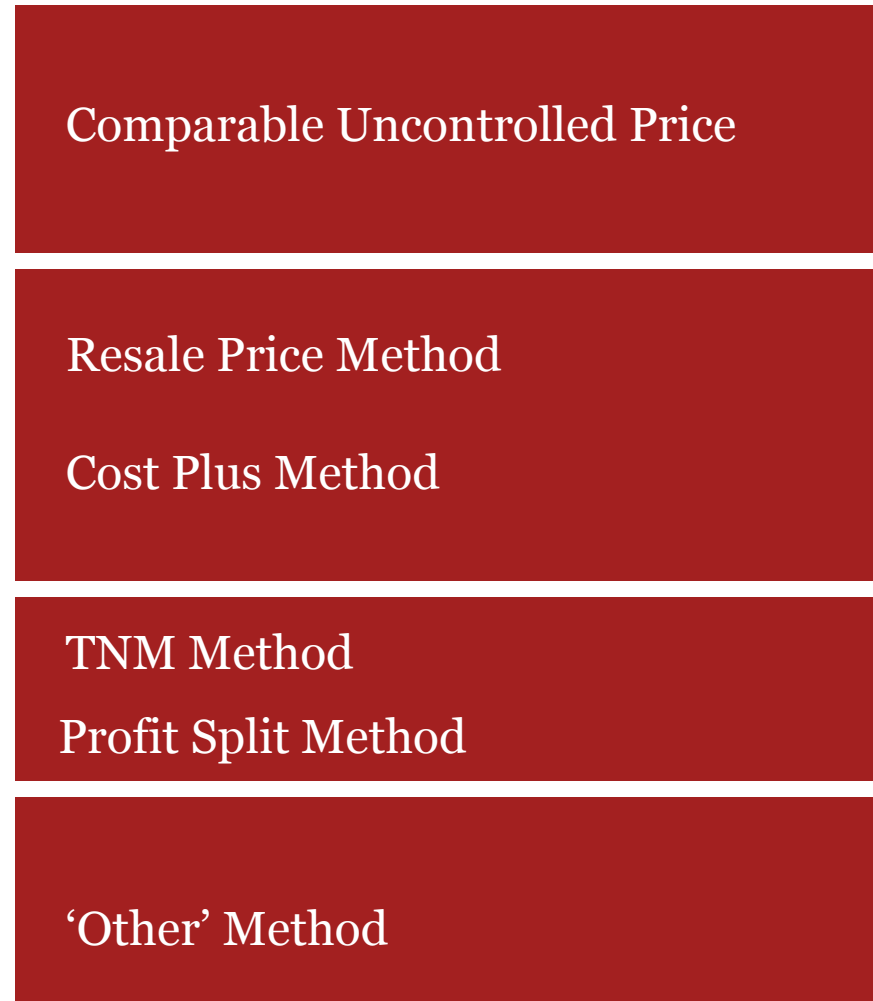 Comparable Uncontrolled Price
Resale Price Method
Cost Plus Method
TNM Method
Profit Split Method
‘Other’ Method